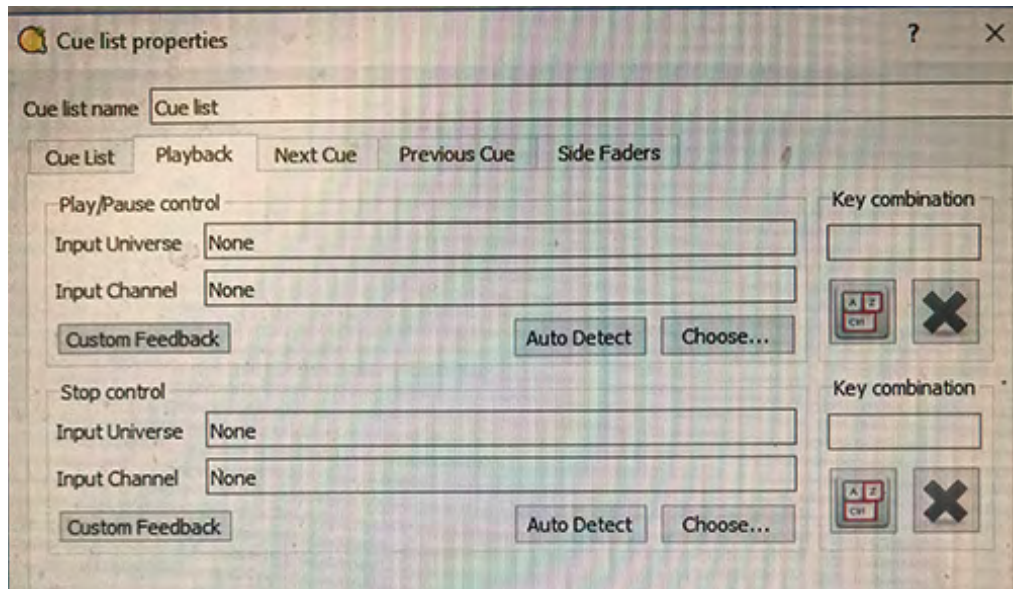 Cue list properties ? ✕
Cue list name Cue list
Cue List Playback Next Cue Previous Cue Side Faders
Play/Pause control Key combination
Input Universe None
Input Channel None
A Z
Ctrl
Custom Feedback Auto Detect Choose...
Stop control Key combination
Input Universe None
Input Channel None
A Z
Ctrl
Custom Feedback Auto Detect Choose...